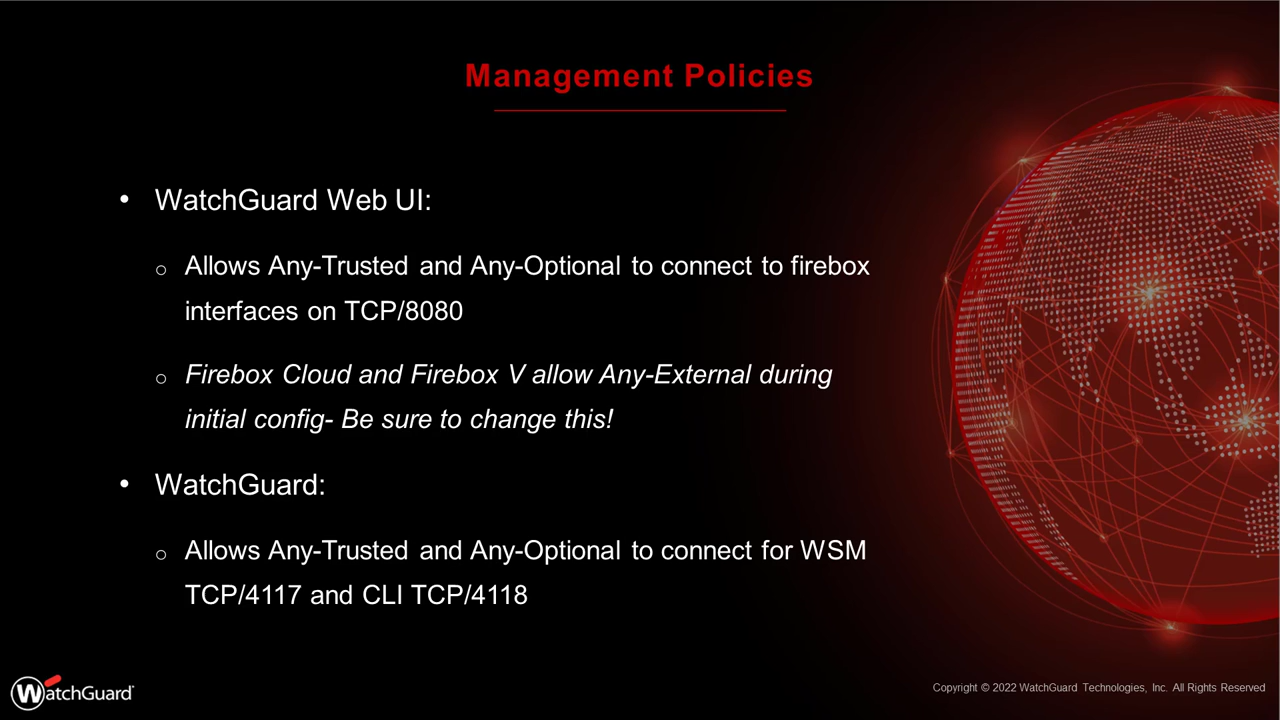 Management Policies
• WatchGuard Web UI:
o Allows Any-Trusted and Any-Optional to connect to firebox
interfaces on TCP/8080
o Firebox Cloud and Firebox V allow Any-External during
initial config- Be sure to change this!
• WatchGuard:
o Allows Any-Trusted and Any-Optional to connect for WSM
TCP/4117 and CLI TCP/4118
WatchGuard
Copyright © 2022 WatchGuard Technologies, Inc. All Rights Reserved